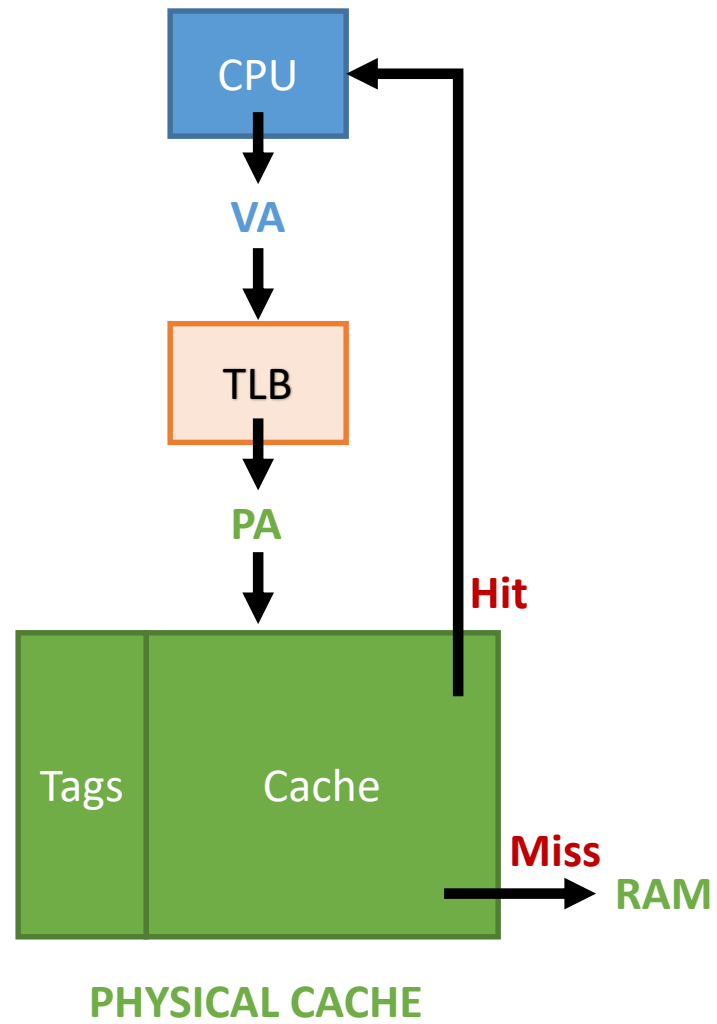 CPU
VA
TLB
PA
Hit
Tags
Cache
Miss
RAM
PHYSICAL CACHE